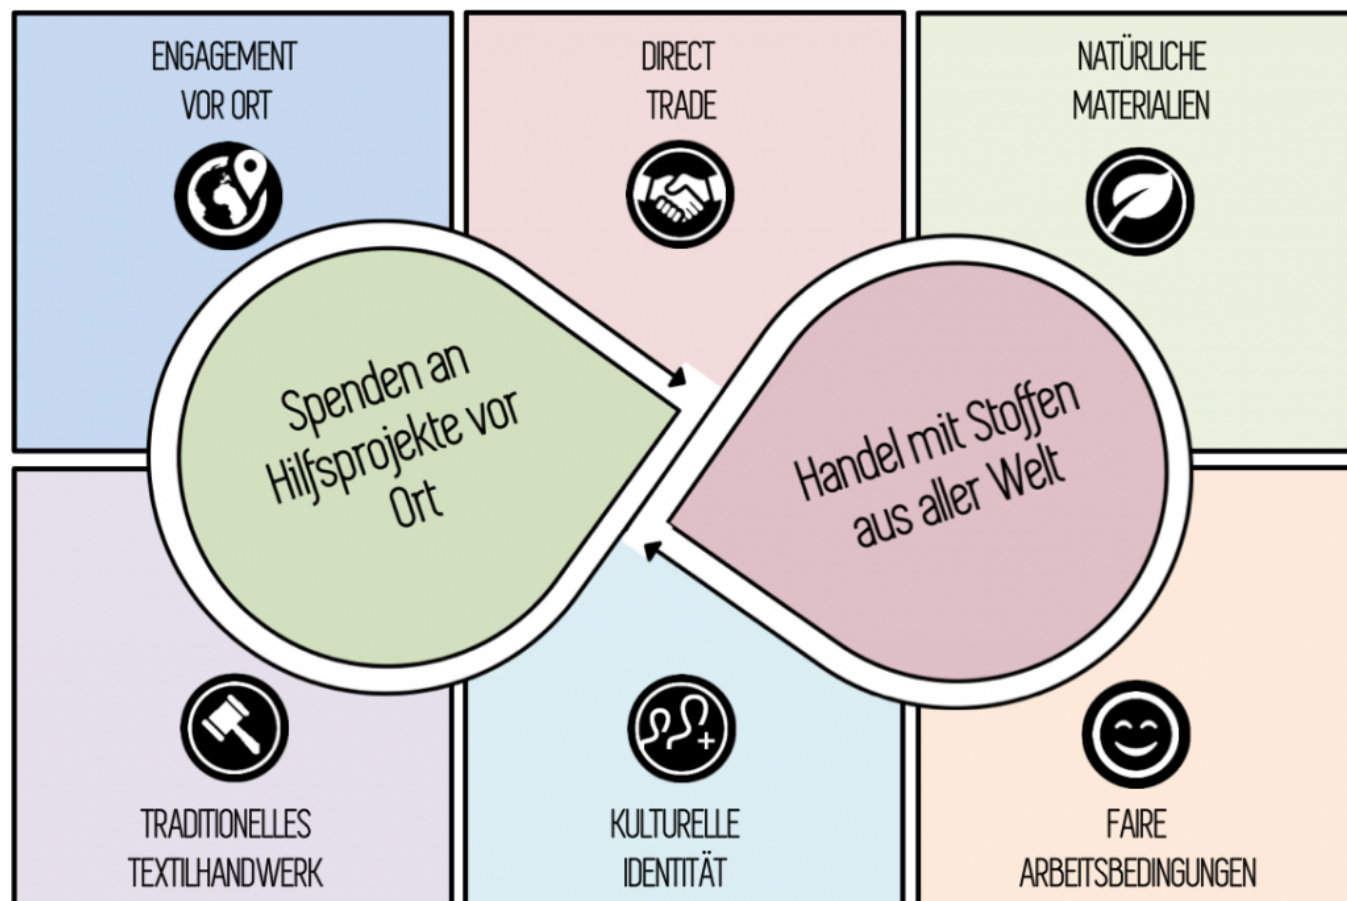 ENGAGEMENT
VOR ORT
DIRECT
TRADE
NATÜRLICHE
MATERIALIEN
Spenden an
Hilfsprojekte vor
Ort
Handel mit Stoffen
aus aller Welt
TRADITIONELLES
TEXTILHANDWERK
KULTURELLE
IDENTITÄT
FAIRE
ARBEITSBEDINGUNGEN